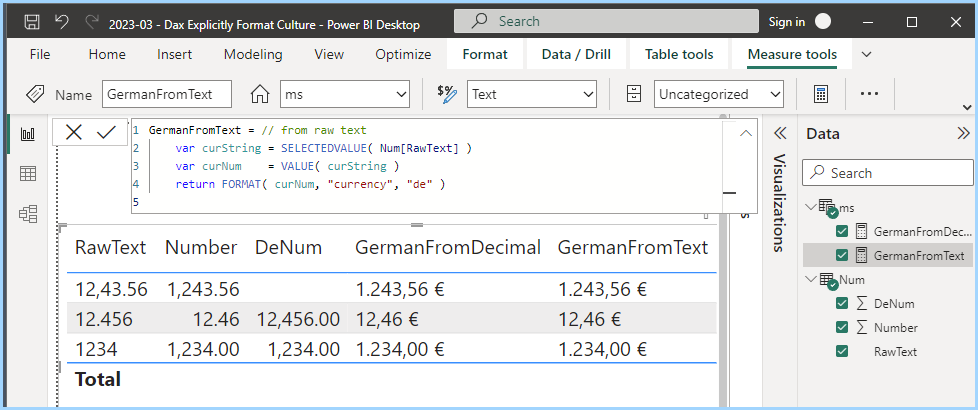 2023-03 - Dax Explicitly Format Culture - Power BI Desktop
Search
Sign in
File Home Insert Modeling View Optimize Format Data / Drill Table tools Measure tools
Name GermanFromText ms $% Text Uncategorized
1 GermanFromText = // from raw text
2 var curString = SELECTEDVALUE( Num[RawText] )
3 var curNum = VALUE( curString )
4 return FORMAT( curNum, "currency", "de" )
5
RawText Number DeNum GermanFromDecimal GermanFromText
12,43.56 1,243.56 1.243,56 € 1.243,56 €
12.456 12.46 12,456.00 12,46 € 12,46 €
1234 1,234.00 1,234.00 1.234,00 € 1.234,00 €
Total
Visualizations
Data
Search
ms
GermanFromDec...
GermanFromText
Num
DeNum
Number
RawText